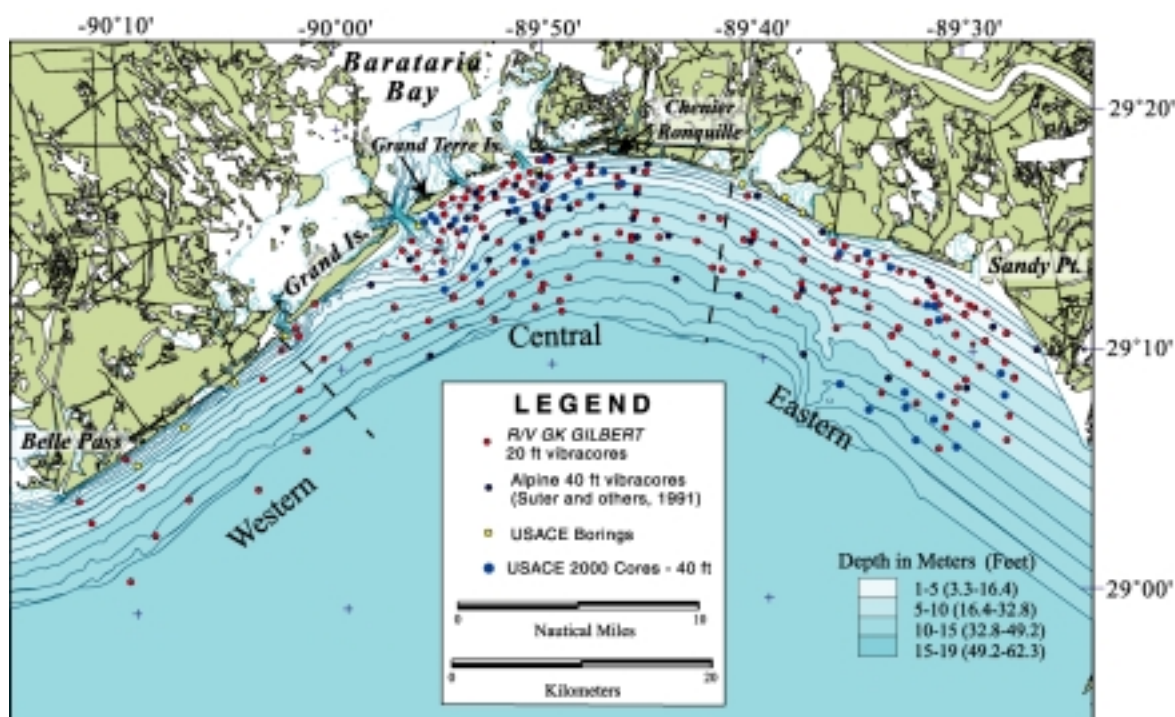 -90°10' -90°00' -89°50' -89°40' -89°30'
Barataria
Bay
Chenier
Ronquille
29°20'
Grand Terre Is.
Grand Is.
Sandy Pt.
Central
29°10'
Eastern
Belle Pass
Western
LEGEND
R/V GK GILBERT
20 ft vibracores
Alpine 40 ft vibracores
(Suter and others, 1991)
USACE Borings
USACE 2000 Cores - 40 ft
0 10
Nautical Miles
0 20
Kilometers
Depth in Meters (Feet)
1-5 (3.3-16.4)
5-10 (16.4-32.8)
10-15 (32.8-49.2)
15-19 (49.2-62.3)
29°00'